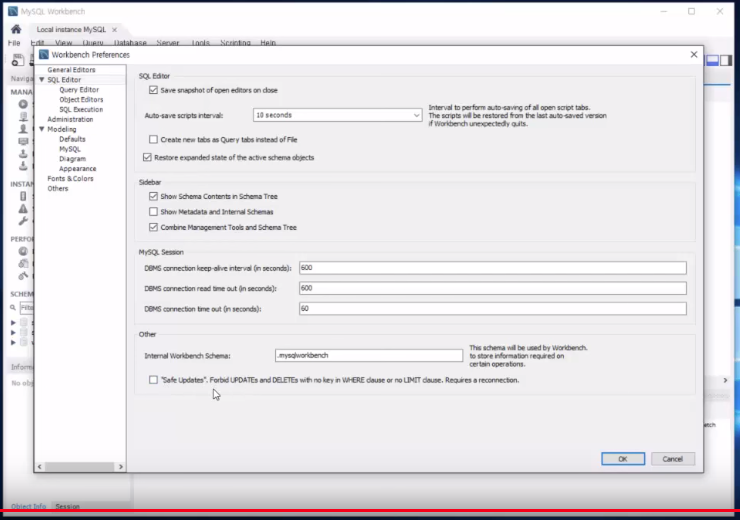 MySQL Workbench
Local instance MySQL ×
File Edit View Query Database Server Tools Scripting Help
Workbench Preferences
Naviga
MANA
INSTAN
PERFO
SCHEM
Filte
Informa
No obj
General Editors
SQL Editor
Query Editor
Object Editors
SQL Execution
Administration
Modeling
Defaults
MySQL
Diagram
Appearance
Fonts & Colors
Others
SQL Editor
Save snapshot of open editors on close
Auto-save scripts interval: 10 seconds
Interval to perform auto-saving of all open script tabs.
The scripts will be restored from the last auto-saved version
if Workbench unexpectedly quits.
Create new tabs as Query tabs instead of File
Restore expanded state of the active schema objects
Sidebar
Show Schema Contents in Schema Tree
Show Metadata and Internal Schemas
Combine Management Tools and Schema Tree
MySQL Session
DBMS connection keep-alive interval (in seconds): 600
DBMS connection read time out (in seconds): 600
DBMS connection time out (in seconds): 60
Other
Internal Workbench Schema: .mysqlworkbench
This schema will be used by Workbench.
to store information required on
certain operations.
"Safe Updates". Forbid UPDATEs and DELETEs with no key in WHERE clause or no LIMIT clause. Requires a reconnection.
OK Cancel
Object Info Session